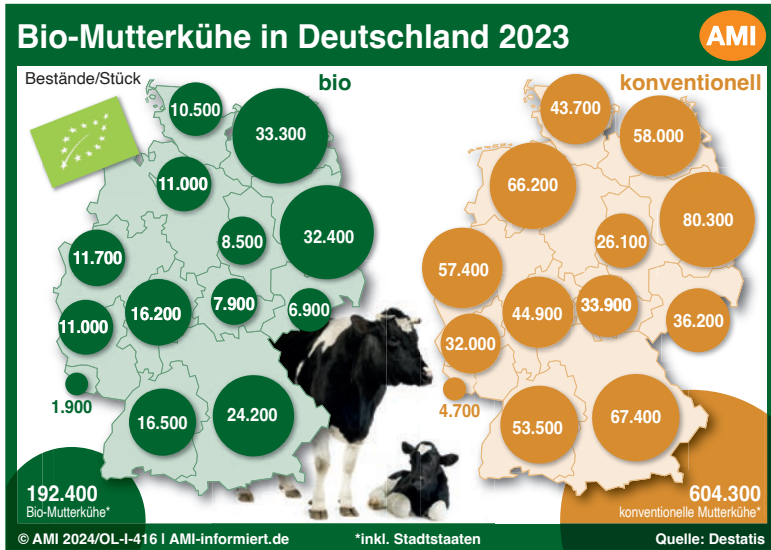 Bio-Mutterkühe in Deutschland 2023
AMI
Bestände/Stück
bio
10.500
33.300
11.000
32.400
8.500
11.700
7.900
6.900
16.200
11.000
1.900
16.500
24.200
192.400
Bio-Mutterkühe*
konventionell
43.700
58.000
66.200
80.300
26.100
57.400
33.900
44.900
36.200
32.000
4.700
53.500
67.400
604.300
konventionelle Mutterkühe*
© AMI 2024/OL-I-416 I AMI-informiert.de
*inkl. Stadtstaaten
Quelle: Destatis